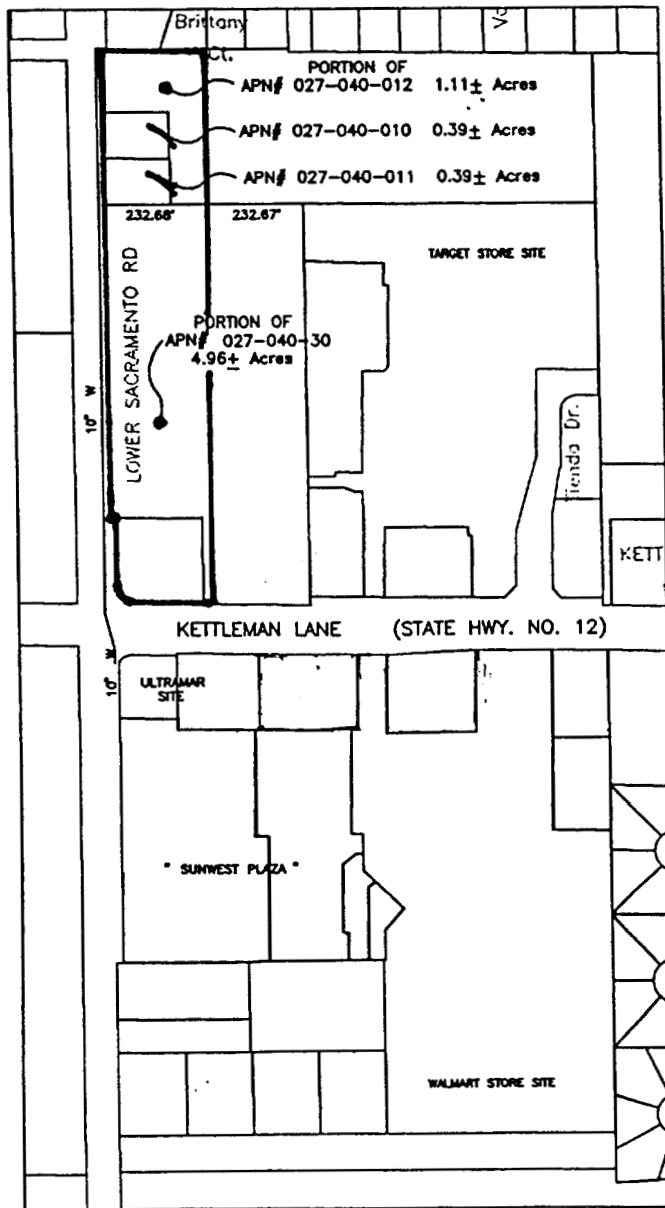 Brittany
Ct.
PORTION OF
APN# 027-040-012 1.11± Acres
APN# 027-040-010 0.39± Acres
APN# 027-040-011 0.39± Acres
232.68'
232.67'
TARGET STORE SITE
LOWER SACRAMENTO RD
PORTION OF
APN# 027-040-30
4.96± Acres
10" W
Tienda Dr.
KETT
KETTLEMAN LANE (STATE HWY. NO. 12)
10" W
ULTRAMAR
SITE
" SUNWEST PLAZA "
WALMART STORE SITE